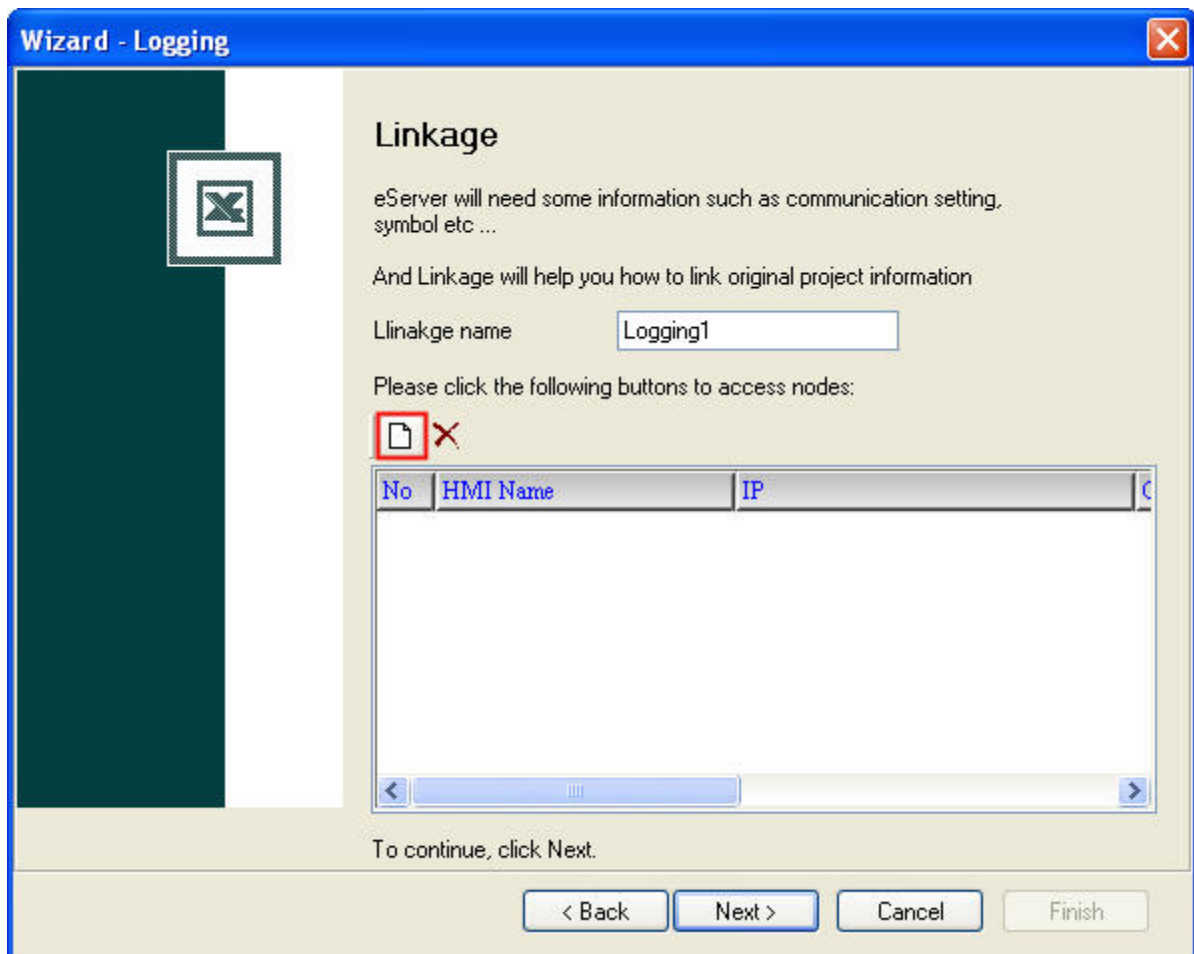 Wizard - Logging
Linkage
eServer will need some information such as communication setting,
symbol etc ...
And Linkage will help you how to link original project information
Llinakge name
Logging1
Please click the following buttons to access nodes:
No HMI Name IP
To continue, click Next.
< Back Next > Cancel Finish